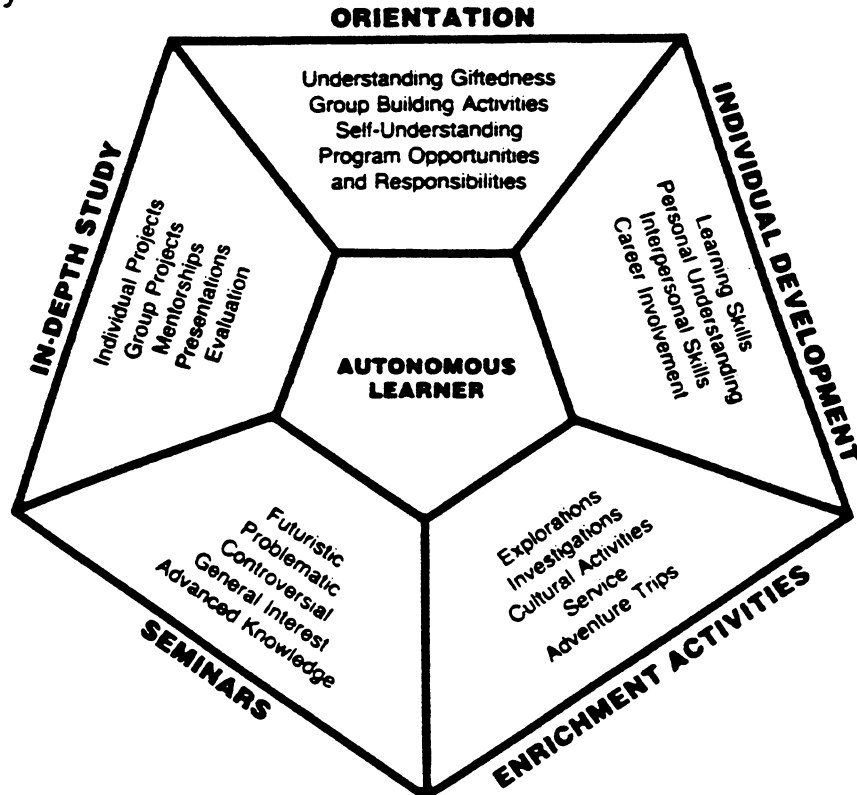 y
ORIENTATION
Understanding Giftedness
Group Building Activities
Self-Understanding
Program Opportunities
and Responsibilities
INDIVIDUAL DEVELOPMENT
Learning Skills
Personal Understanding
Interpersonal Skills
Career Involvement
ENRICHMENT ACTIVITIES
Explorations
Investigations
Cultural Activities
Service
Adventure Trips
SEMINARS
Futuristic
Problematic
Controversial
General Interest
Advanced Knowledge
IN-DEPTH STUDY
Individual Projects
Group Projects
Mentorships
Presentations
Evaluation
AUTONOMOUS
LEARNER